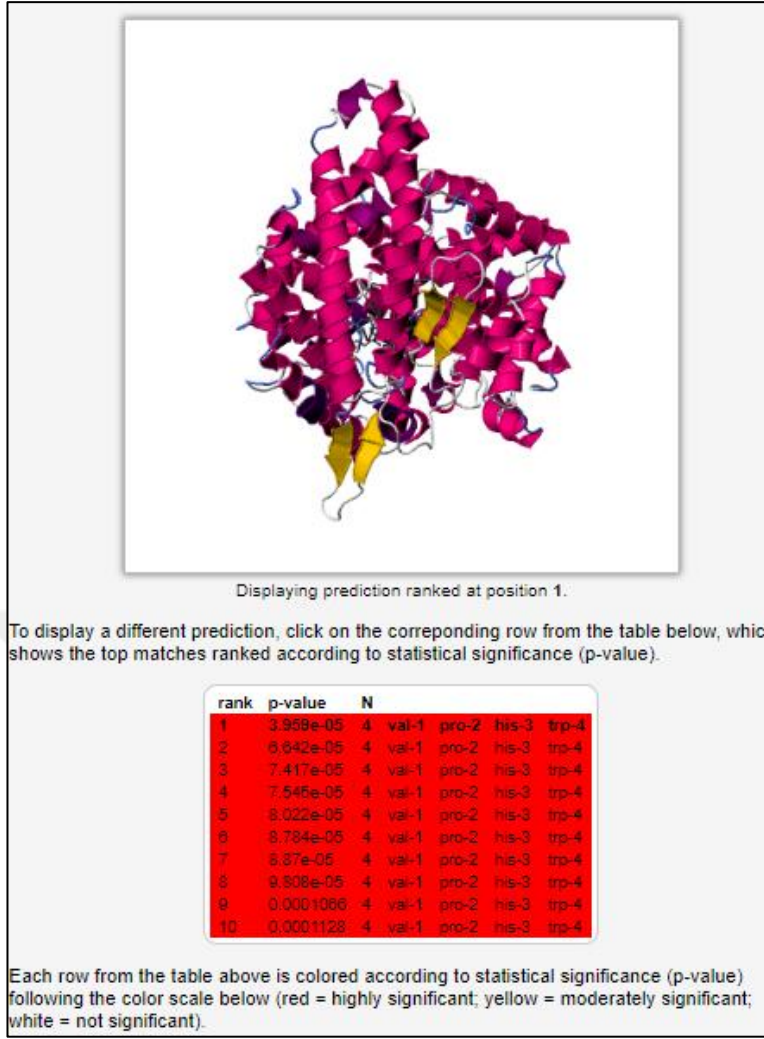 Displaying prediction ranked at position 1.
To display a different prediction, click on the correponding row from the table below, whic
shows the top matches ranked according to statistical significance (p-value).
rank p-value N
1 3.959e-05 4 val-1 pro-2 his-3 trp-4
2 6.642e-05 4 val-1 pro-2 his-3 trp-4
3 7.417e-05 4 val-1 pro-2 his-3 trp-4
4 7.546e-05 4 val-1 pro-2 his-3 trp-4
5 8.022e-05 4 val-1 pro-2 his-3 trp-4
6 8.784e-05 4 val-1 pro-2 his-3 trp-4
7 8.87e-05 4 val-1 pro-2 his-3 trp-4
8 9.808e-05 4 val-1 pro-2 his-3 trp-4
9 0.0001066 4 val-1 pro-2 his-3 trp-4
10 0.0001128 4 val-1 pro-2 his-3 trp-4
Each row from the table above is colored according to statistical significance (p-value)
following the color scale below (red = highly significant; yellow = moderately significant;
white = not significant).